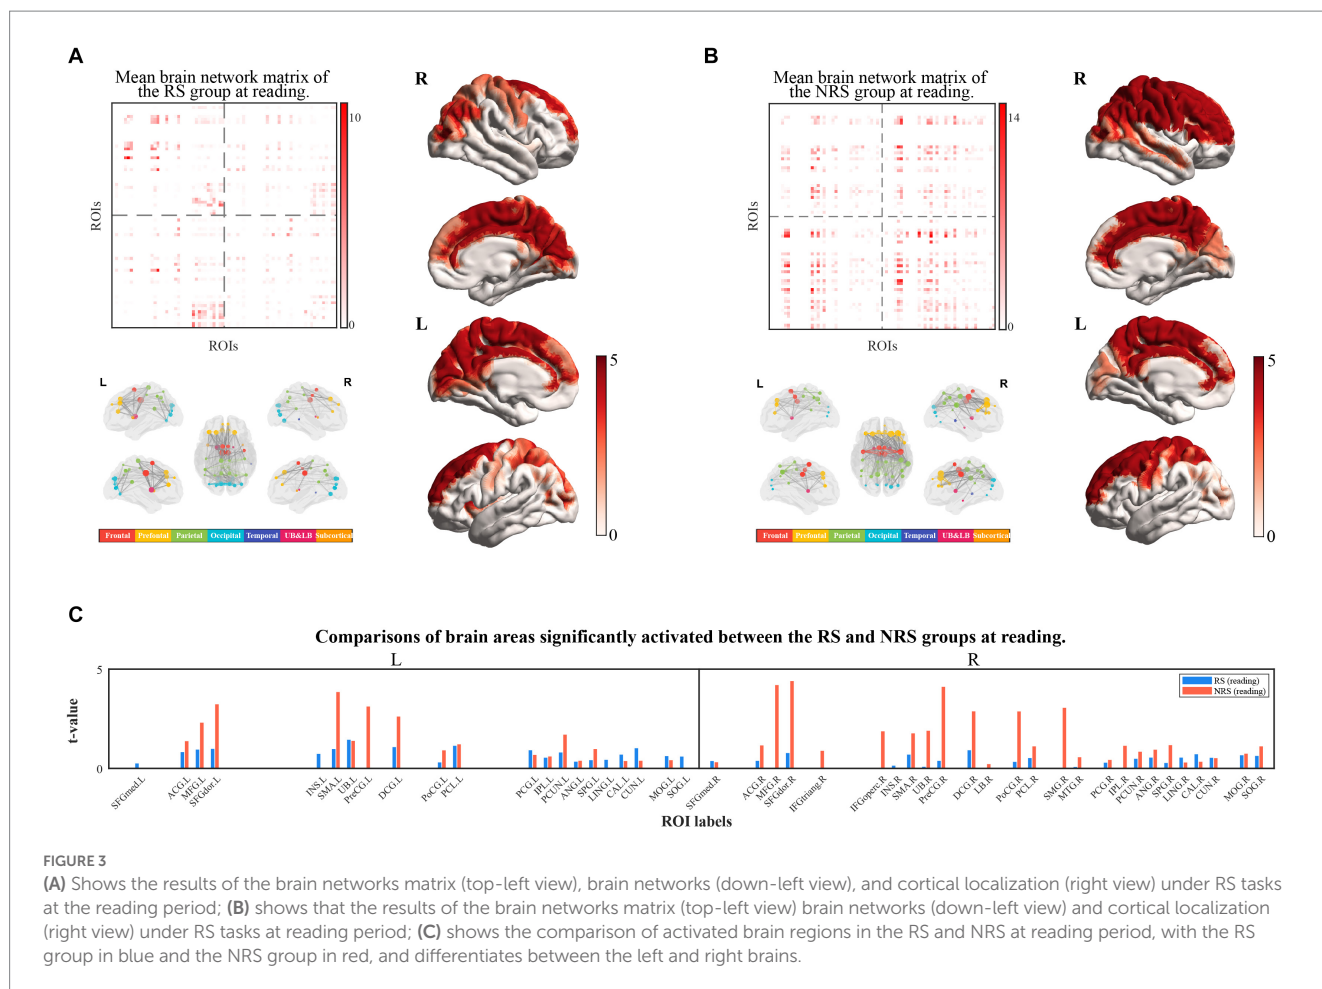 A
Mean brain network matrix of
the RS group at reading.
10
0
ROIs
ROIs
R
L
5
0
L
R
Frontal Prefontal Parietal Occipital Temporal UB&LB Subcortical
B
Mean brain network matrix of
the NRS group at reading.
14
0
ROIs
ROIs
R
L
5
0
L
R
Frontal Prefontal Parietal Occipital Temporal UB&LB Subcortical
C
Comparisons of brain areas significantly activated between the RS and NRS groups at reading.
L
R
5
0
t-value
RS (reading)
NRS (reading)
SFGmed.L ACG.L MFG.L SFGdor.L INS.L SMA.L UB.L PreCG.L DCG.L PoCG.L PCL.L PCG.L IPL.L PCUN.L ANG.L SPG.L LING.L CAL.L CUN.L MOG.L SOG.L SFGmed.R ACG.R MFG.R SFGdor.R IFGtriang.R IFGoperc.R INS.R SMA.R UB.R PreCG.R DCG.R LB.R PoCG.R PCL.R SMG.R MTG.R PCG.R IPL.R PCUN.R ANG.R SPG.R LING.R CAL.R CUN.R MOG.R SOG.R
ROI labels
FIGURE 3
(A) Shows the results of the brain networks matrix (top-left view), brain networks (down-left view), and cortical localization (right view) under RS tasks
at the reading period; (B) shows that the results of the brain networks matrix (top-left view) brain networks (down-left view) and cortical localization
(right view) under RS tasks at reading period; (C) shows the comparison of activated brain regions in the RS and NRS at reading period, with the RS
group in blue and the NRS group in red, and differentiates between the left and right brains.